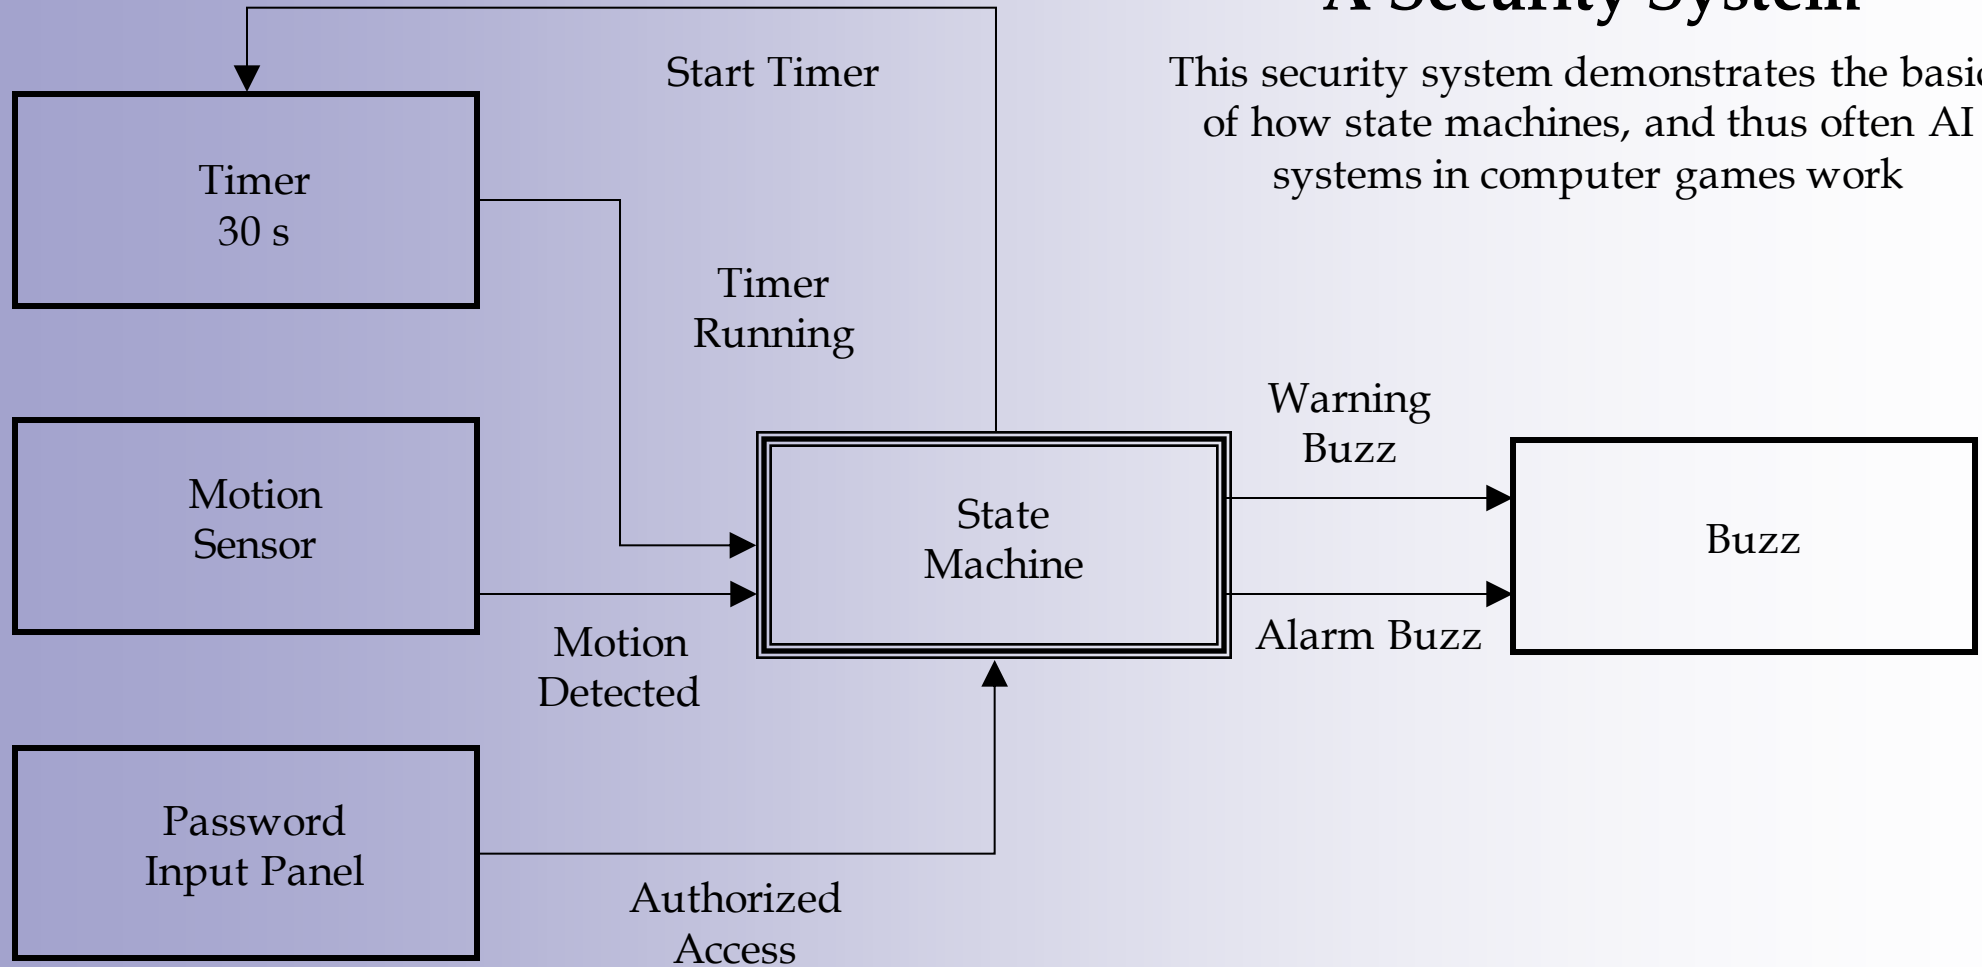 A Security System
This security system demonstrates the basic
of how state machines, and thus often AI
systems in computer games work
Start Timer
Timer
30 s
Timer
Running
Warning
Buzz
Motion
Sensor
State
Machine
Buzz
Motion
Detected
Alarm Buzz
Password
Input Panel
Authorized
Access